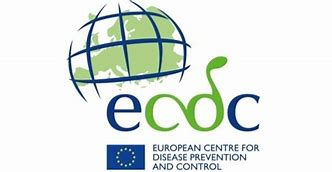 ecdc
EUROPEAN CENTRE FOR
DISEASE PREVENTION
AND CONTROL